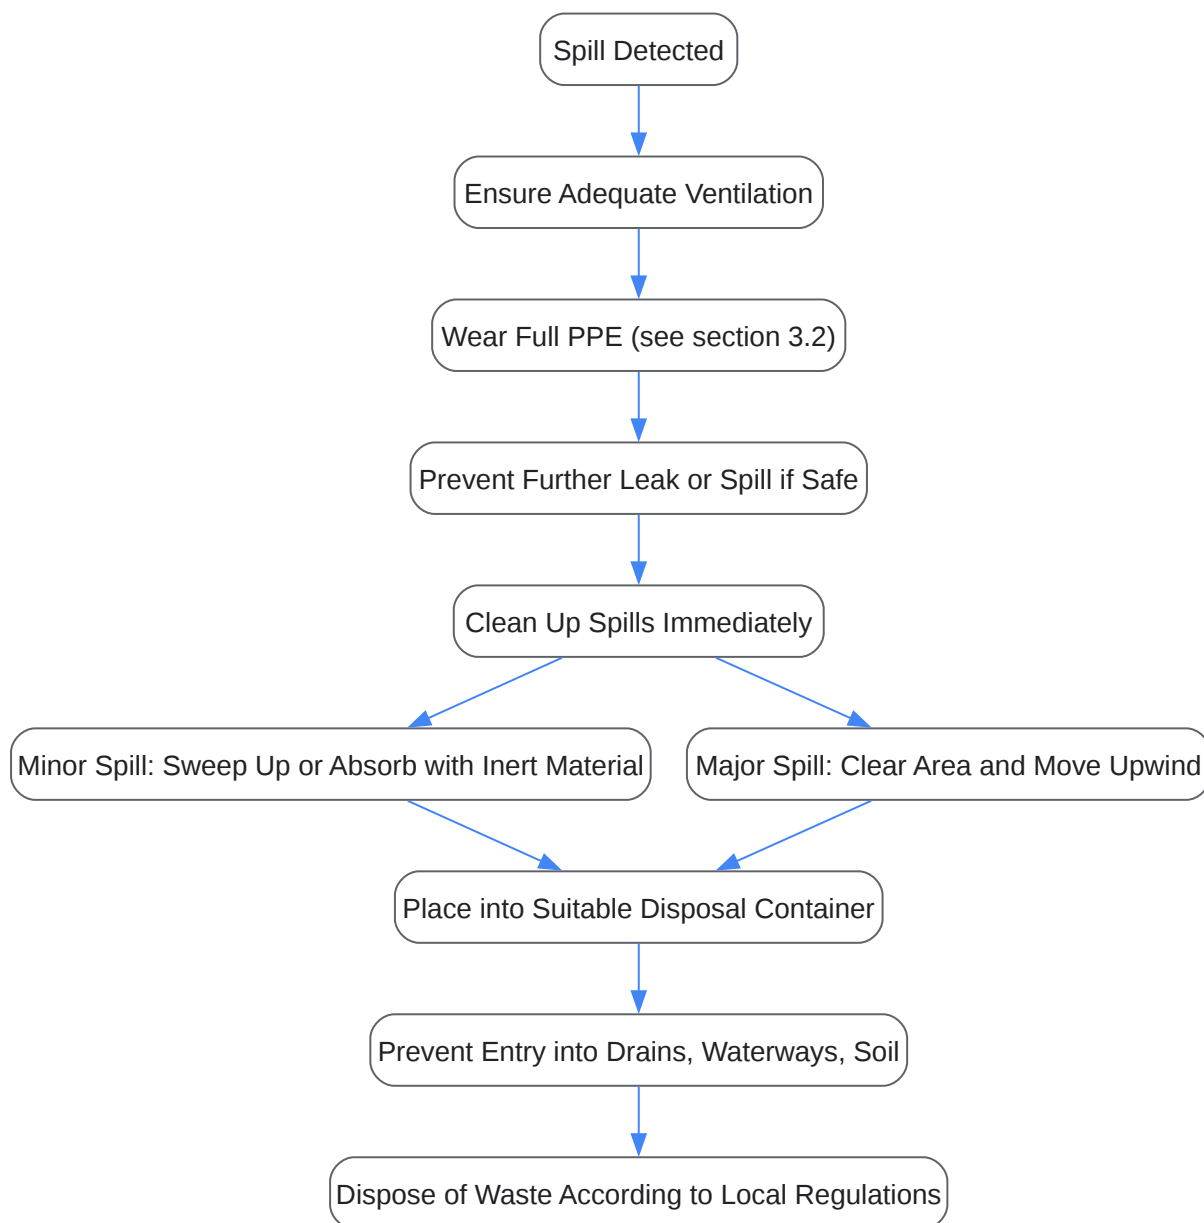 Spill Detected
Ensure Adequate Ventilation
Wear Full PPE (see section 3.2)
Prevent Further Leak or Spill if Safe
Clean Up Spills Immediately
Minor Spill: Sweep Up or Absorb with Inert Material
Major Spill: Clear Area and Move Upwind
Place into Suitable Disposal Container
Prevent Entry into Drains, Waterways, Soil
Dispose of Waste According to Local Regulations